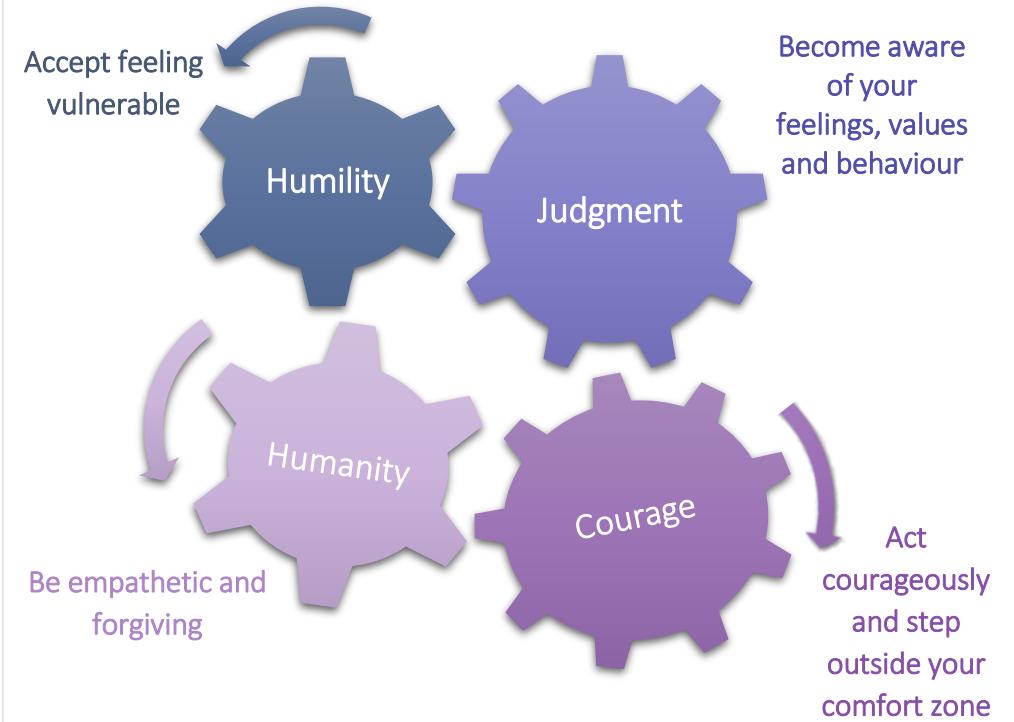 Accept feeling
vulnerable
Humility
Judgment
Become aware
of your
feelings, values
and behaviour
Humanity
Be empathetic and
forgiving
Courage
Act
courageously
and step
outside your
comfort zone